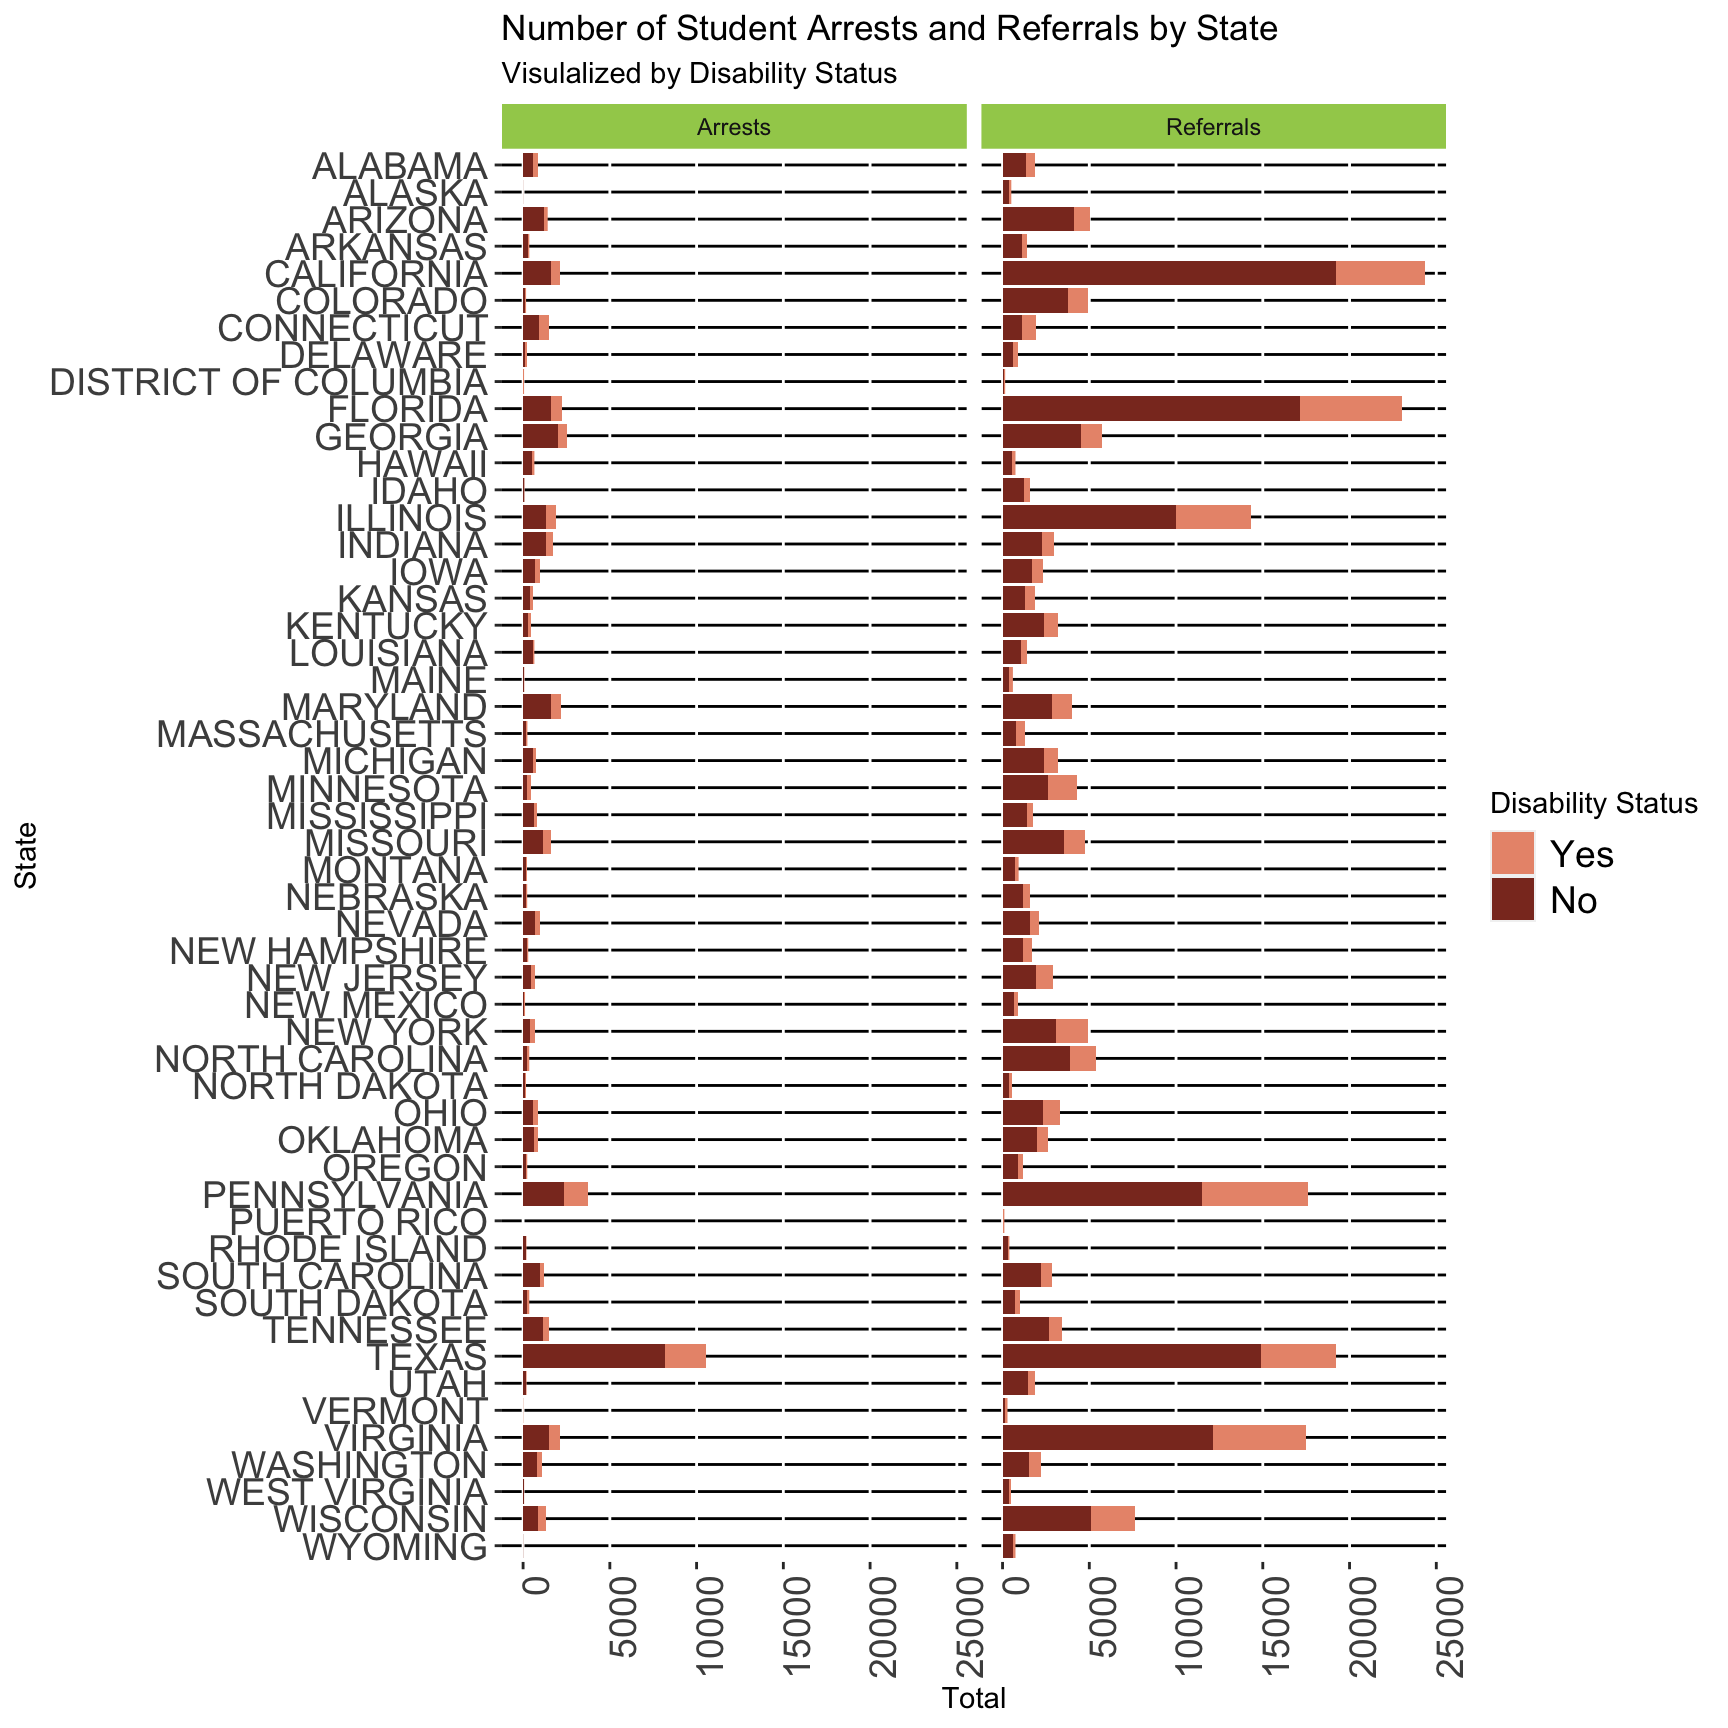 Number of Student Arrests and Referrals by State
Visulalized by Disability Status
Arrests
Referrals
ALABAMA
ALASKA
ARIZONA
ARKANSAS
CALIFORNIA
COLORADO
CONNECTICUT
DELAWARE
DISTRICT OF COLUMBIA
FLORIDA
GEORGIA
HAWAII
IDAHO
ILLINOIS
INDIANA
IOWA
KANSAS
KENTUCKY
LOUISIANA
MAINE
MARYLAND
MASSACHUSETTS
MICHIGAN
MINNESOTA
MISSISSIPPI
MISSOURI
MONTANA
NEBRASKA
NEVADA
NEW HAMPSHIRE
NEW JERSEY
NEW MEXICO
NEW YORK
NORTH CAROLINA
NORTH DAKOTA
OHIO
OKLAHOMA
OREGON
PENNSYLVANIA
PUERTO RICO
RHODE ISLAND
SOUTH CAROLINA
SOUTH DAKOTA
TENNESSEE
TEXAS
UTAH
VERMONT
VIRGINIA
WASHINGTON
WEST VIRGINIA
WISCONSIN
WYOMING
State
0
5000
10000
15000
20000
25000
0
5000
10000
15000
20000
25000
Total
Disability Status
Yes
No